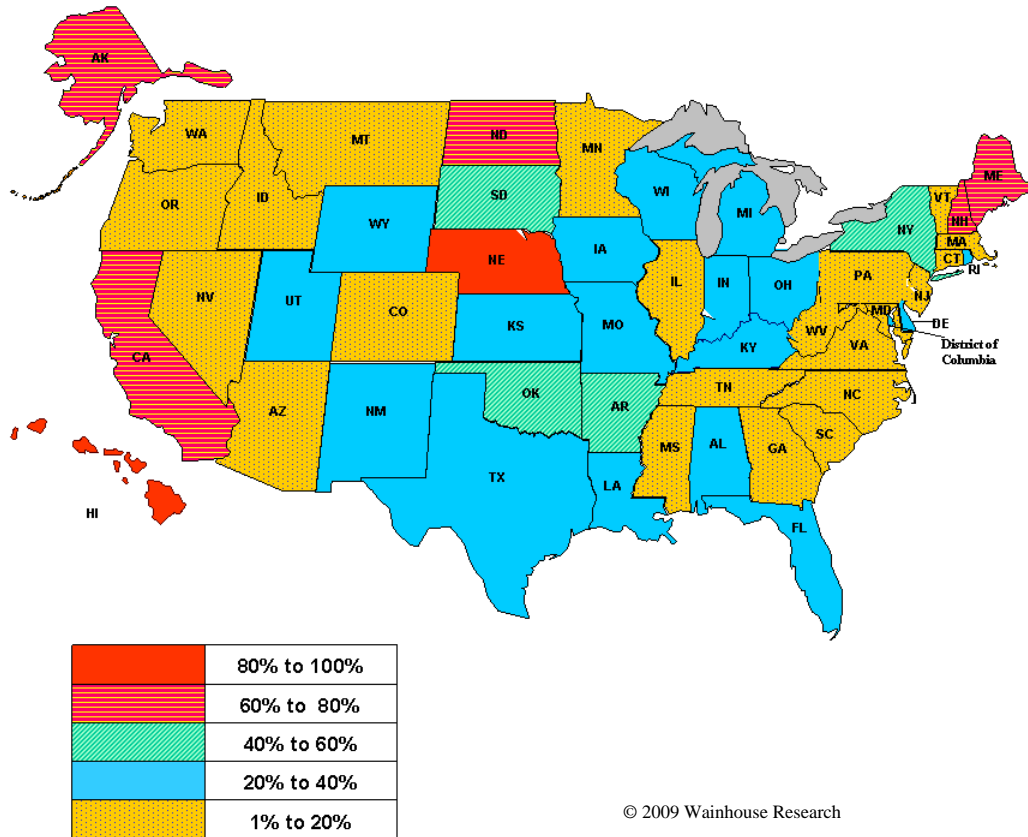 AK
WA
MT
ND
MN
ME
OR
ID
SD
WI
MI
VT
NH
WY
NY
MA
CT
RI
IA
NE
PA
NJ
NV
UT
CO
IL
IN
OH
MD
DE
KS
MO
WV
VA
District of
Columbia
CA
KY
AZ
NM
OK
AR
TN
NC
SC
MS
AL
GA
TX
LA
FL
HI
80% to 100%
60% to 80%
40% to 60%
20% to 40%
1% to 20%
© 2009 Wainhouse Research